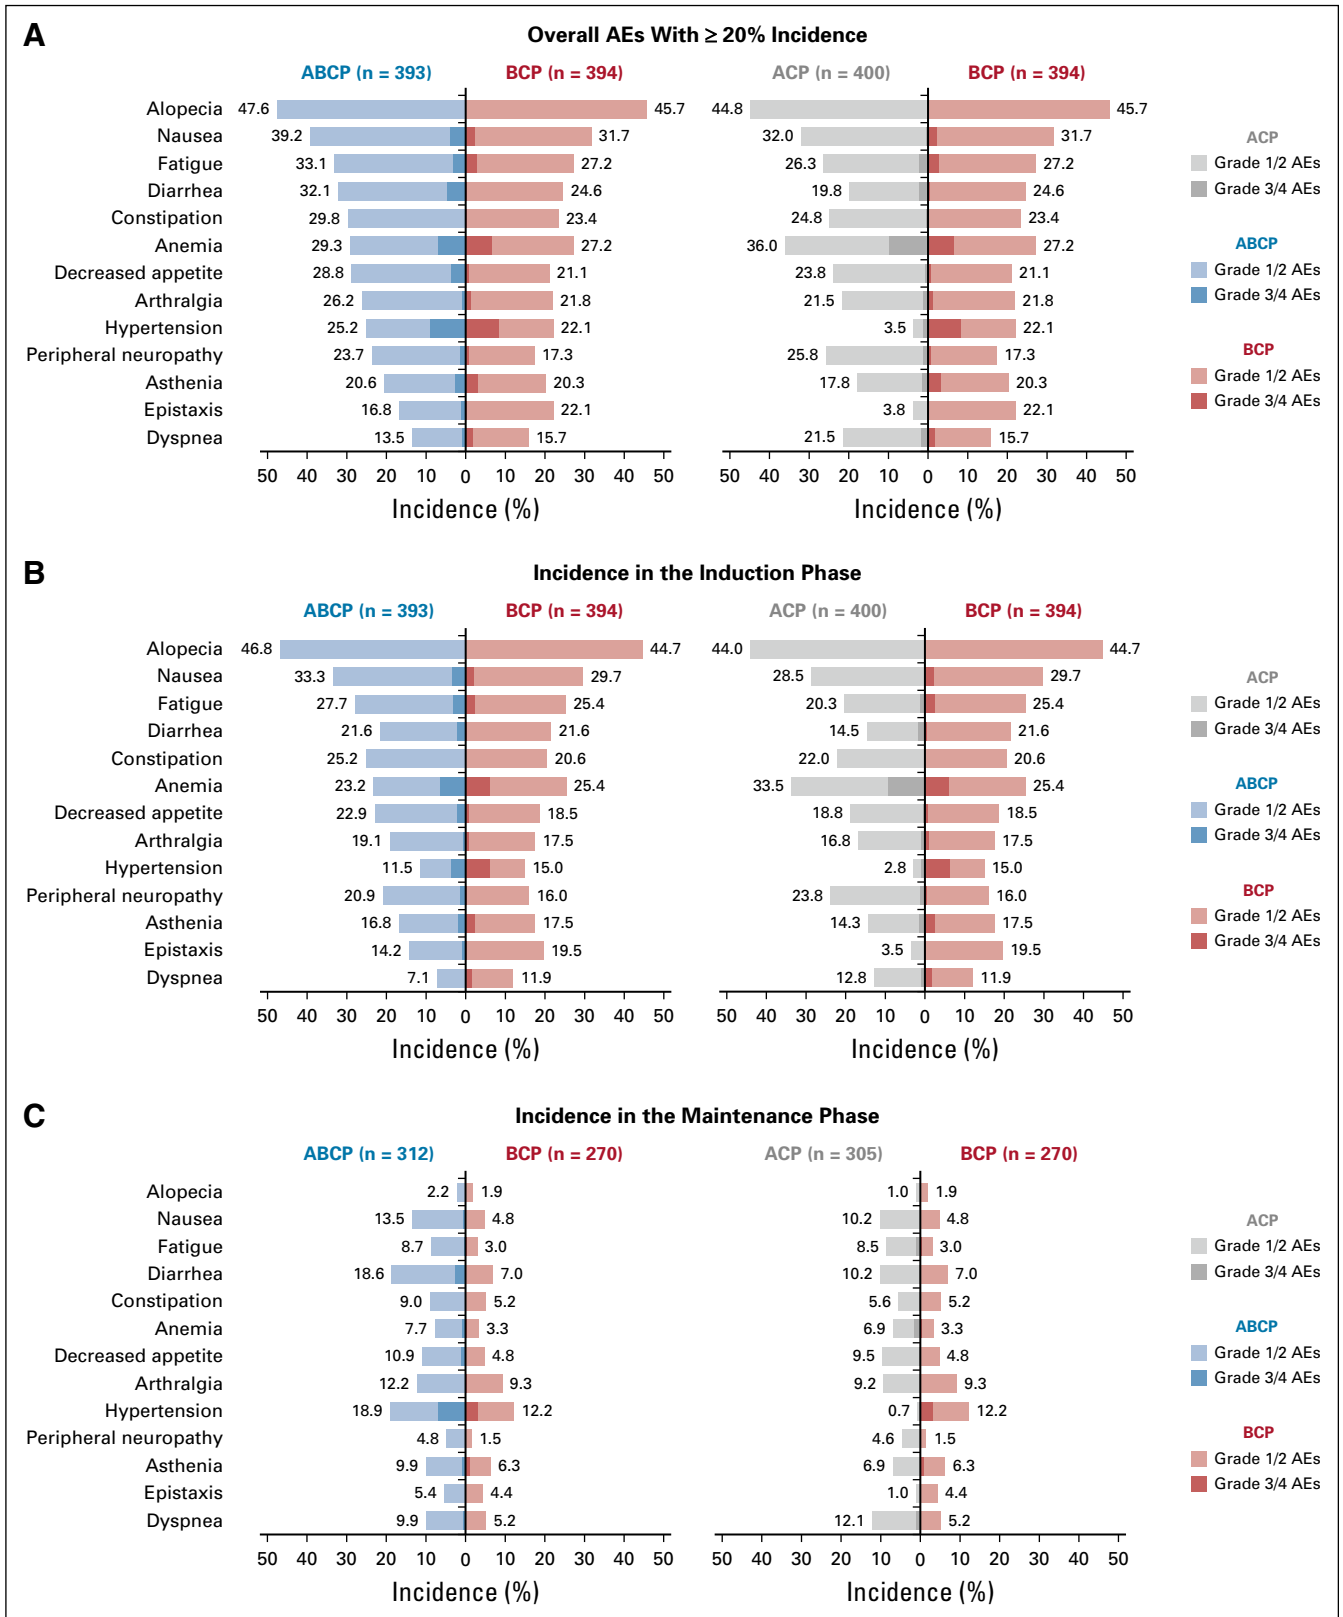 A
Overall AEs With ≥ 20% Incidence
ABCP (n = 393) BCP (n = 394) ACP (n = 400) BCP (n = 394)
Alopecia 47.6 45.7 44.8 45.7
Nausea 39.2 31.7 32.0 31.7
Fatigue 33.1 27.2 26.3 27.2
Diarrhea 32.1 24.6 19.8 24.6
Constipation 29.8 23.4 24.8 23.4
Anemia 29.3 27.2 36.0 27.2
Decreased appetite 28.8 21.1 23.8 21.1
Arthralgia 26.2 21.8 21.5 21.8
Hypertension 25.2 22.1 3.5 22.1
Peripheral neuropathy 23.7 17.3 25.8 17.3
Asthenia 20.6 20.3 17.8 20.3
Epistaxis 16.8 22.1 3.8 22.1
Dyspnea 13.5 15.7 21.5 15.7
50 40 30 20 10 0 10 20 30 40 50 50 40 30 20 10 0 10 20 30 40 50
Incidence (%) Incidence (%)
ACP
Grade 1/2 AEs
Grade 3/4 AEs
ABCP
Grade 1/2 AEs
Grade 3/4 AEs
BCP
Grade 1/2 AEs
Grade 3/4 AEs
B
Incidence in the Induction Phase
ABCP (n = 393) BCP (n = 394) ACP (n = 400) BCP (n = 394)
Alopecia 46.8 44.7 44.0 44.7
Nausea 33.3 29.7 28.5 29.7
Fatigue 27.7 25.4 20.3 25.4
Diarrhea 21.6 21.6 14.5 21.6
Constipation 25.2 20.6 22.0 20.6
Anemia 23.2 25.4 33.5 25.4
Decreased appetite 22.9 18.5 18.8 18.5
Arthralgia 19.1 17.5 16.8 17.5
Hypertension 11.5 15.0 2.8 15.0
Peripheral neuropathy 20.9 16.0 23.8 16.0
Asthenia 16.8 17.5 14.3 17.5
Epistaxis 14.2 19.5 3.5 19.5
Dyspnea 7.1 11.9 12.8 11.9
50 40 30 20 10 0 10 20 30 40 50 50 40 30 20 10 0 10 20 30 40 50
Incidence (%) Incidence (%)
ACP
Grade 1/2 AEs
Grade 3/4 AEs
ABCP
Grade 1/2 AEs
Grade 3/4 AEs
BCP
Grade 1/2 AEs
Grade 3/4 AEs
C
Incidence in the Maintenance Phase
ABCP (n = 312) BCP (n = 270) ACP (n = 305) BCP (n = 270)
Alopecia 2.2 1.9 1.0 1.9
Nausea 13.5 4.8 10.2 4.8
Fatigue 8.7 3.0 8.5 3.0
Diarrhea 18.6 7.0 10.2 7.0
Constipation 9.0 5.2 5.6 5.2
Anemia 7.7 3.3 6.9 3.3
Decreased appetite 10.9 4.8 9.5 4.8
Arthralgia 12.2 9.3 9.2 9.3
Hypertension 18.9 12.2 0.7 12.2
Peripheral neuropathy 4.8 1.5 4.6 1.5
Asthenia 9.9 6.3 6.9 6.3
Epistaxis 5.4 4.4 1.0 4.4
Dyspnea 9.9 5.2 12.1 5.2
50 40 30 20 10 0 10 20 30 40 50 50 40 30 20 10 0 10 20 30 40 50
Incidence (%) Incidence (%)
ACP
Grade 1/2 AEs
Grade 3/4 AEs
ABCP
Grade 1/2 AEs
Grade 3/4 AEs
BCP
Grade 1/2 AEs
Grade 3/4 AEs